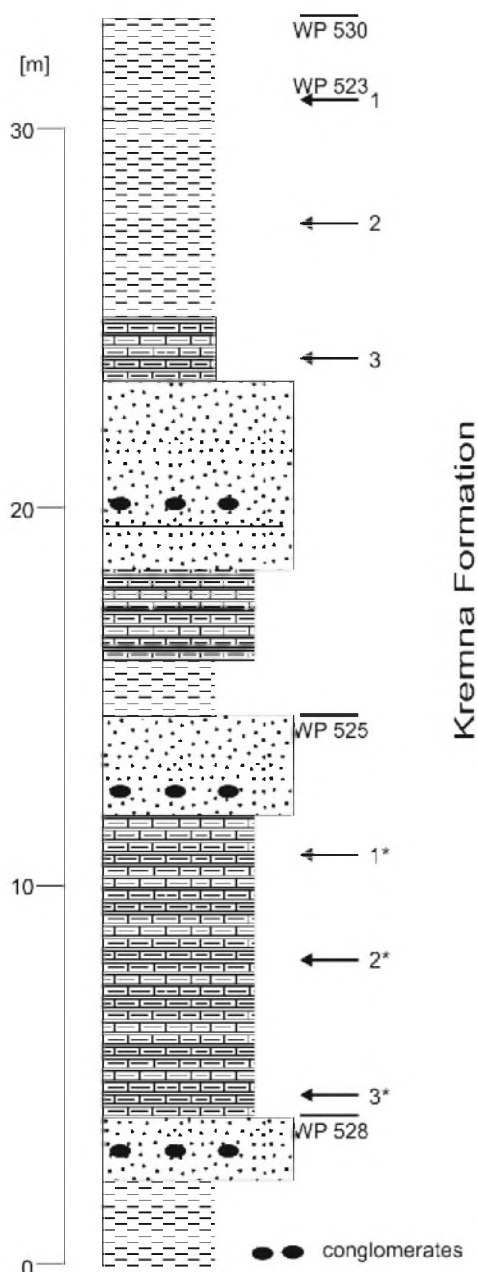 WP 530
[m]
WP 523
1
30
2
3
20
WP 525
1*
10
2*
3*
WP 528
conglomerates
0
Kremna Formation